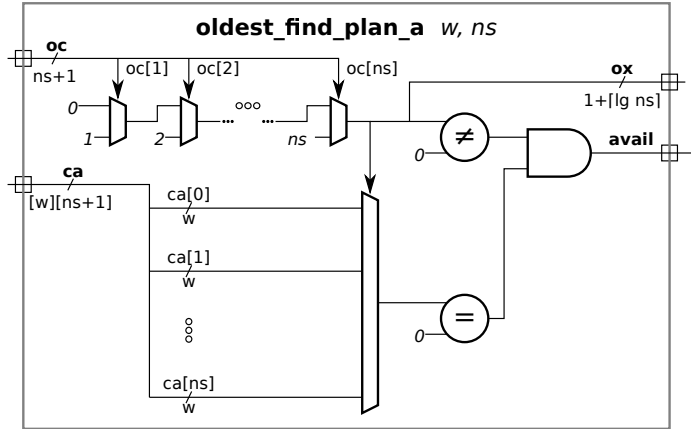 oldest_find_plan_a w, ns
oc
ns+1
oc[1]
oc[2]
oc[ns]
ox
1+⌈lg ns⌉
0
1
2
...
...
ns
≠
0
avail
ca
[w][ns+1]
ca[0]
w
ca[1]
w
=
0
ca[ns]
w